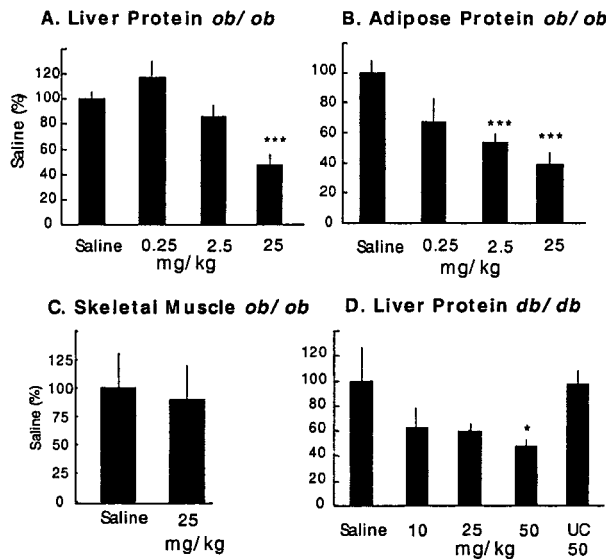 A. Liver Protein ob/ ob
Saline (%)
120
100
80
60
40
20
0
***
Saline 0.25 2.5 25
mg/ kg
B. Adipose Protein ob/ ob
100
80
60
40
20
0
***
***
Saline 0.25 2.5 25
mg/ kg
C. Skeletal Muscle ob/ ob
Saline (%)
125
100
75
50
25
0
Saline 25
mg/ kg
D. Liver Protein db/ db
120
100
80
60
40
20
0
*
Saline 10 25 50 UC
50
mg/ kg